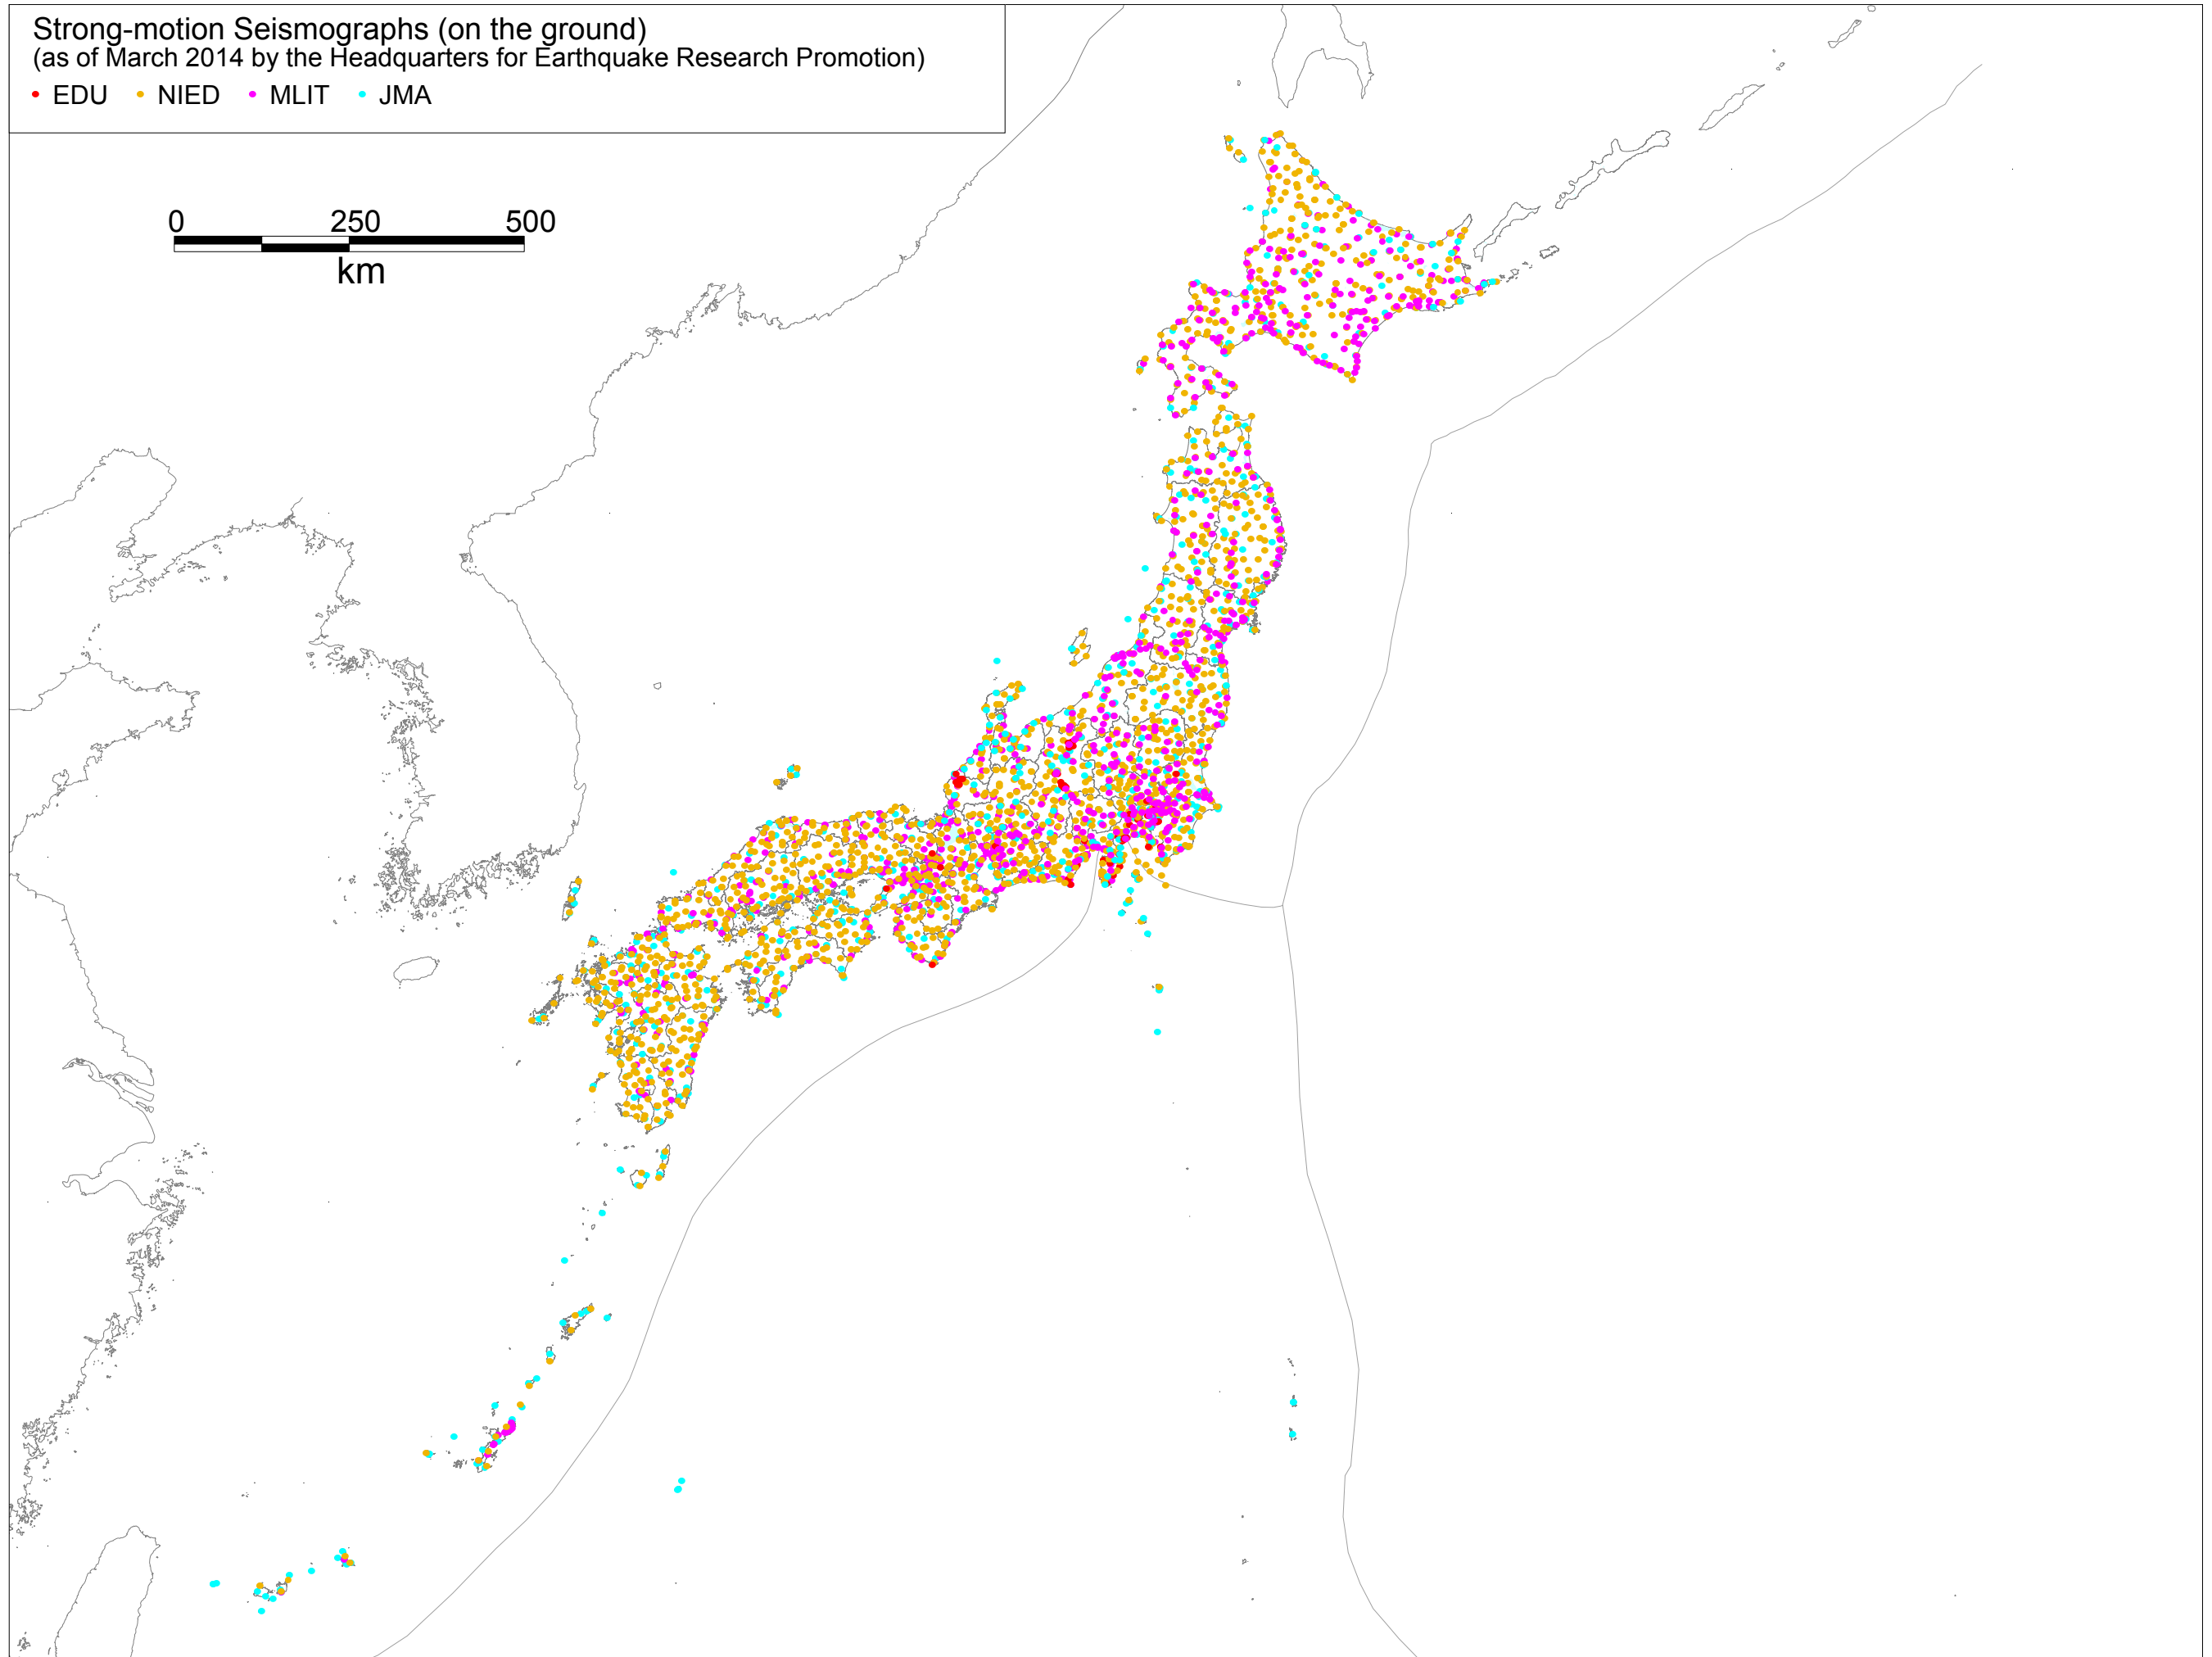 Strong-motion Seismographs (on the ground)
(as of March 2014 by the Headquarters for Earthquake Research Promotion)
EDU NIED MLIT JMA
0 250 500
km